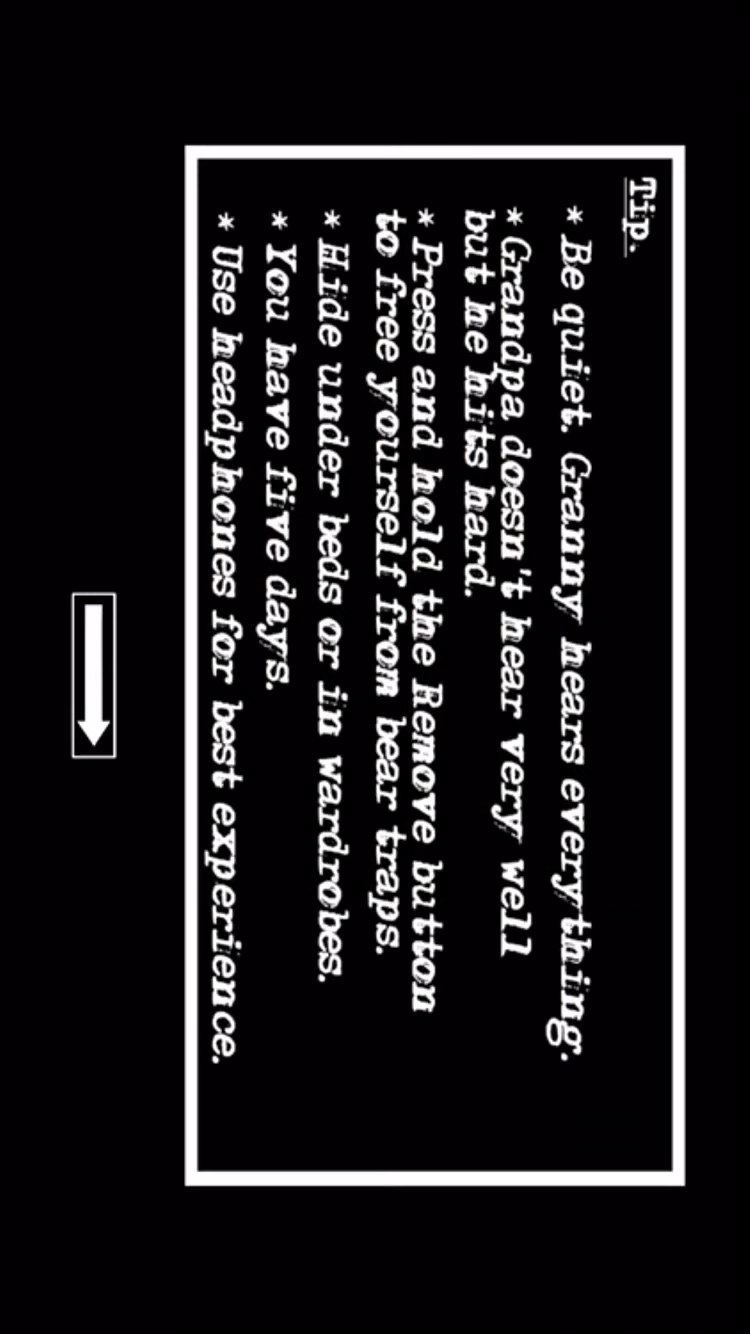 Tip.
* Be quiet. Granny hears everything.
* Grandpa doesn't hear very well
but he hits hard.
* Press and hold the Remove button
to free yourself from bear traps.
* Hide under beds or in wardrobes.
* You have five days.
* Use headphones for best experience.